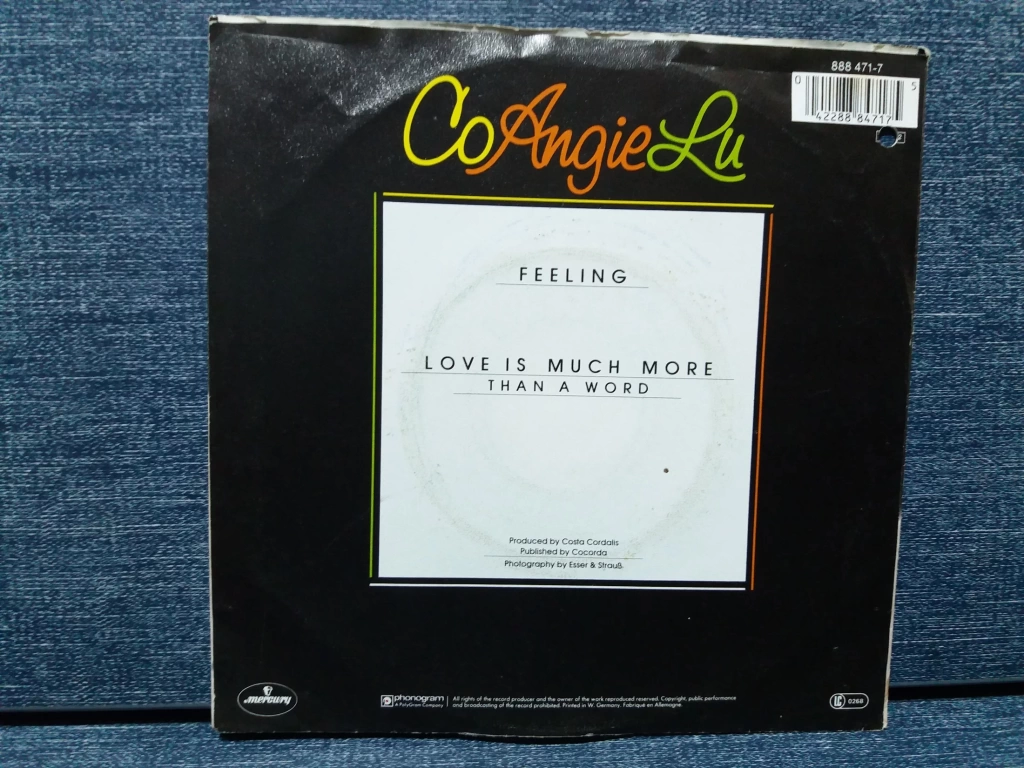 888 471-7
0 5
42288 84717
CoAngieLu
FEELING
LOVE IS MUCH MORE
THAN A WORD
Produced by Costa Cordalis
Published by Cocorda
Photography by Esser & Strauß
mercury
phonogram
A PolyGram Company
All rights of the record producer and the owner of the work reproduced reserved. Copyright, public performance
and broadcasting of the record prohibited. Printed in W. Germany. Fabriqué en Allemagne.
LC 0268